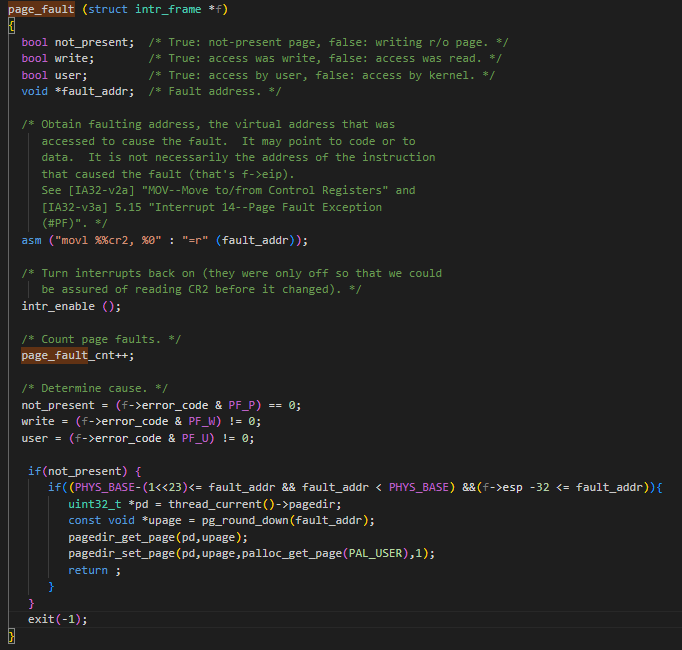 page_fault (struct intr_frame *f)
{
bool not_present;  /* True: not-present page, false: writing r/o page. */
bool write;        /* True: access was write, false: access was read. */
bool user;         /* True: access by user, false: access by kernel. */
void *fault_addr;  /* Fault address. */
/* Obtain faulting address, the virtual address that was
accessed to cause the fault.  It may point to code or to
data.  It is not necessarily the address of the instruction
that caused the fault (that's f->eip).
See [IA32-v2a] "MOV--Move to/from Control Registers" and
[IA32-v3a] 5.15 "Interrupt 14--Page Fault Exception
(#PF)". */
asm ("movl %%cr2, %0" : "=r" (fault_addr));
/* Turn interrupts back on (they were only off so that we could
be assured of reading CR2 before it changed). */
intr_enable ();
/* Count page faults. */
page_fault_cnt++;
/* Determine cause. */
not_present = (f->error_code & PF_P) == 0;
write = (f->error_code & PF_W) != 0;
user = (f->error_code & PF_U) != 0;
if(not_present) {
if((PHYS_BASE-(1<<23)<= fault_addr && fault_addr < PHYS_BASE) &&(f->esp -32 <= fault_addr)){
uint32_t *pd = thread_current()->pagedir;
const void *upage = pg_round_down(fault_addr);
pagedir_get_page(pd,upage);
pagedir_set_page(pd,upage,palloc_get_page(PAL_USER),1);
return ;
}
}
exit(-1);
}